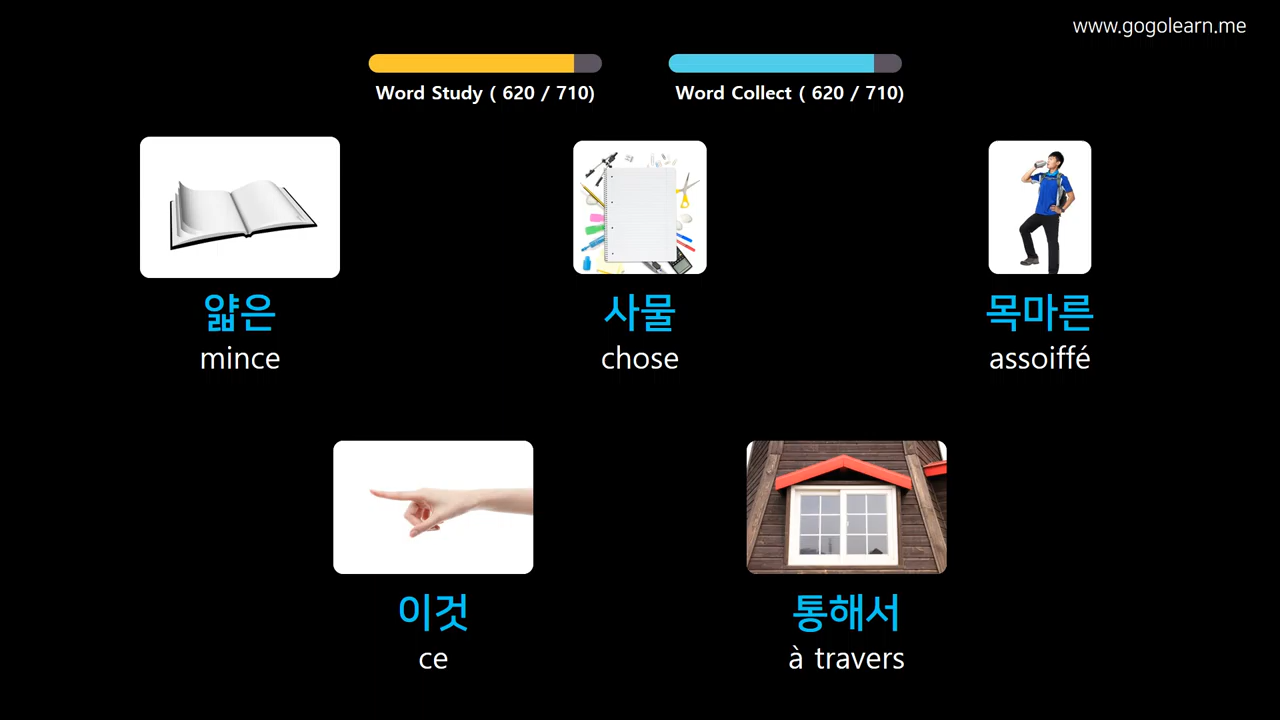 www.gogolearn.me
Word Study ( 620 / 710)
Word Collect ( 620 / 710)
얇은
mince
사물
chose
목마른
assoiffé
이것
ce
통해서
à travers